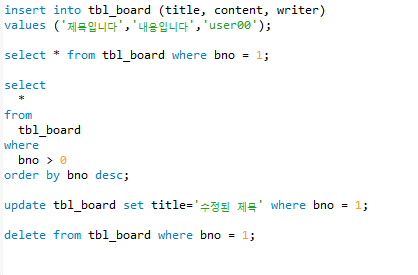 insert into tbl_board (title, content, writer)
values ('제목입니다','내용입니다','user00');
select * from tbl_board where bno = 1;
select
*
from
tbl_board
where
bno > 0
order by bno desc;
update tbl_board set title='수정된 제목' where bno = 1;
delete from tbl_board where bno = 1;